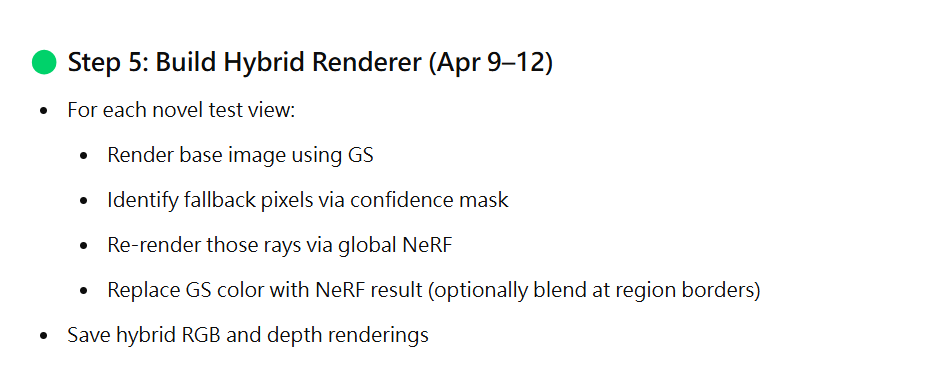 Step 5: Build Hybrid Renderer (Apr 9–12)
For each novel test view:
Render base image using GS
Identify fallback pixels via confidence mask
Re-render those rays via global NeRF
Replace GS color with NeRF result (optionally blend at region borders)
Save hybrid RGB and depth renderings